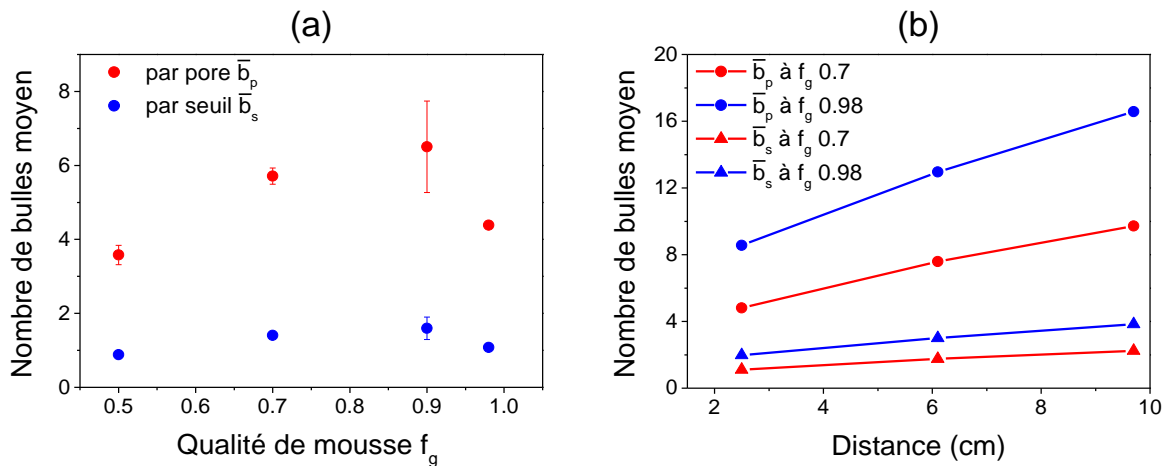 (a)
par pore b̅p
par seuil b̅s
Nombre de bulles moyen
8
6
4
2
0
0.5 0.6 0.7 0.8 0.9 1.0
Qualité de mousse fg
(b)
b̅p à fg 0.7
b̅p à fg 0.98
b̅s à fg 0.7
b̅s à fg 0.98
Nombre de bulles moyen
20
16
12
8
4
0
2 4 6 8 10
Distance (cm)